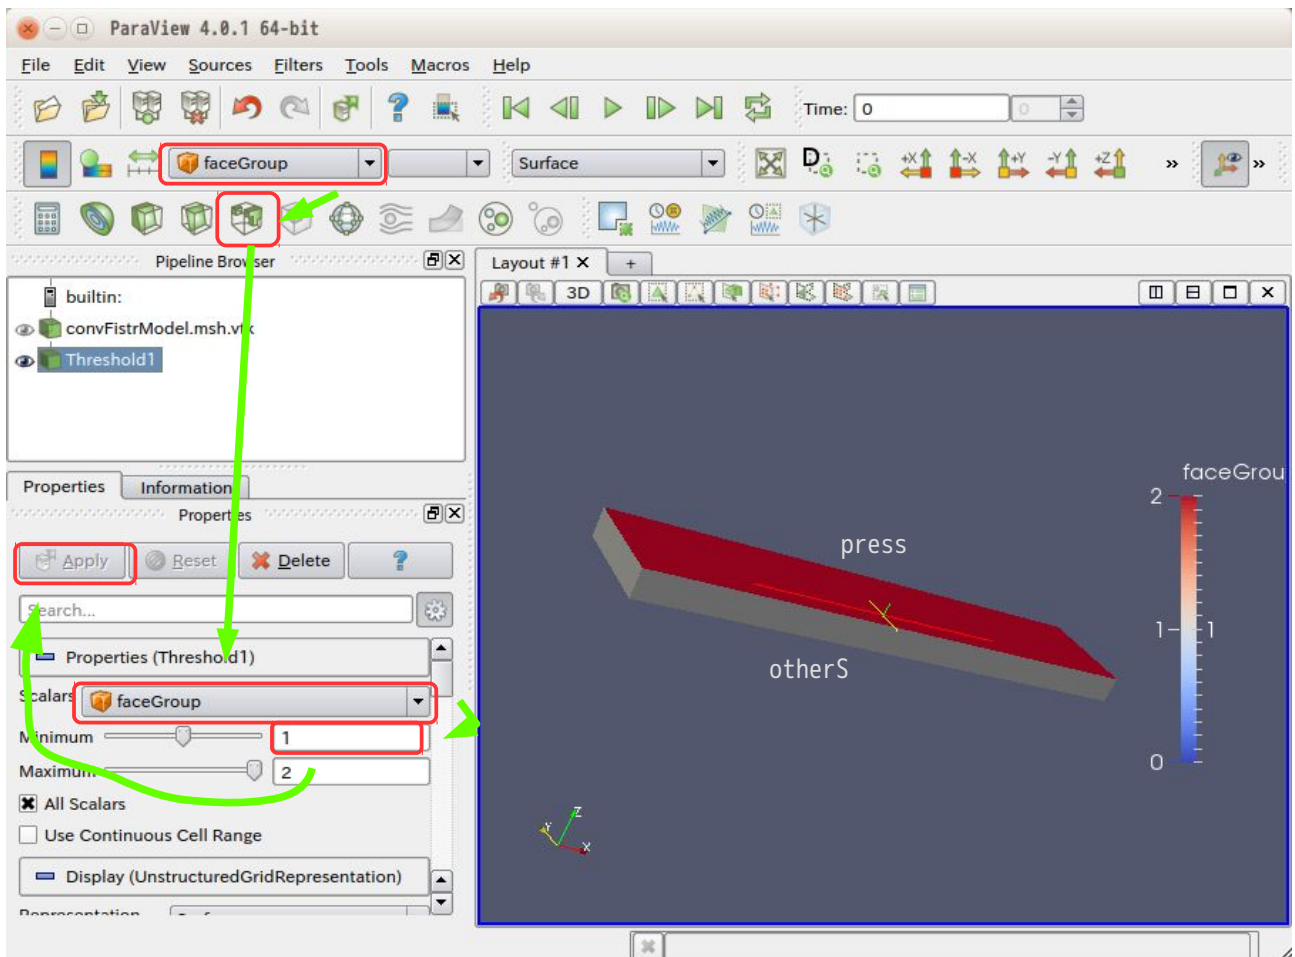 ParaView 4.0.1 64-bit
File Edit View Sources Filters Tools Macros Help
Time: 0 0
faceGroup Surface
+X -X +Y -Y +Z
Pipeline Browser
Layout #1
builtin:
3D
convFistrModel.msh.vtk
Threshold1
Properties Information
Properties
Apply Reset Delete
Search...
Properties (Threshold1)
Scalars faceGroup
Minimum 1
Maximum 2
All Scalars
Use Continuous Cell Range
Display (UnstructuredGridRepresentation)
Representation
faceGrou
2
press
1 1
otherS
0
Z
Y
X